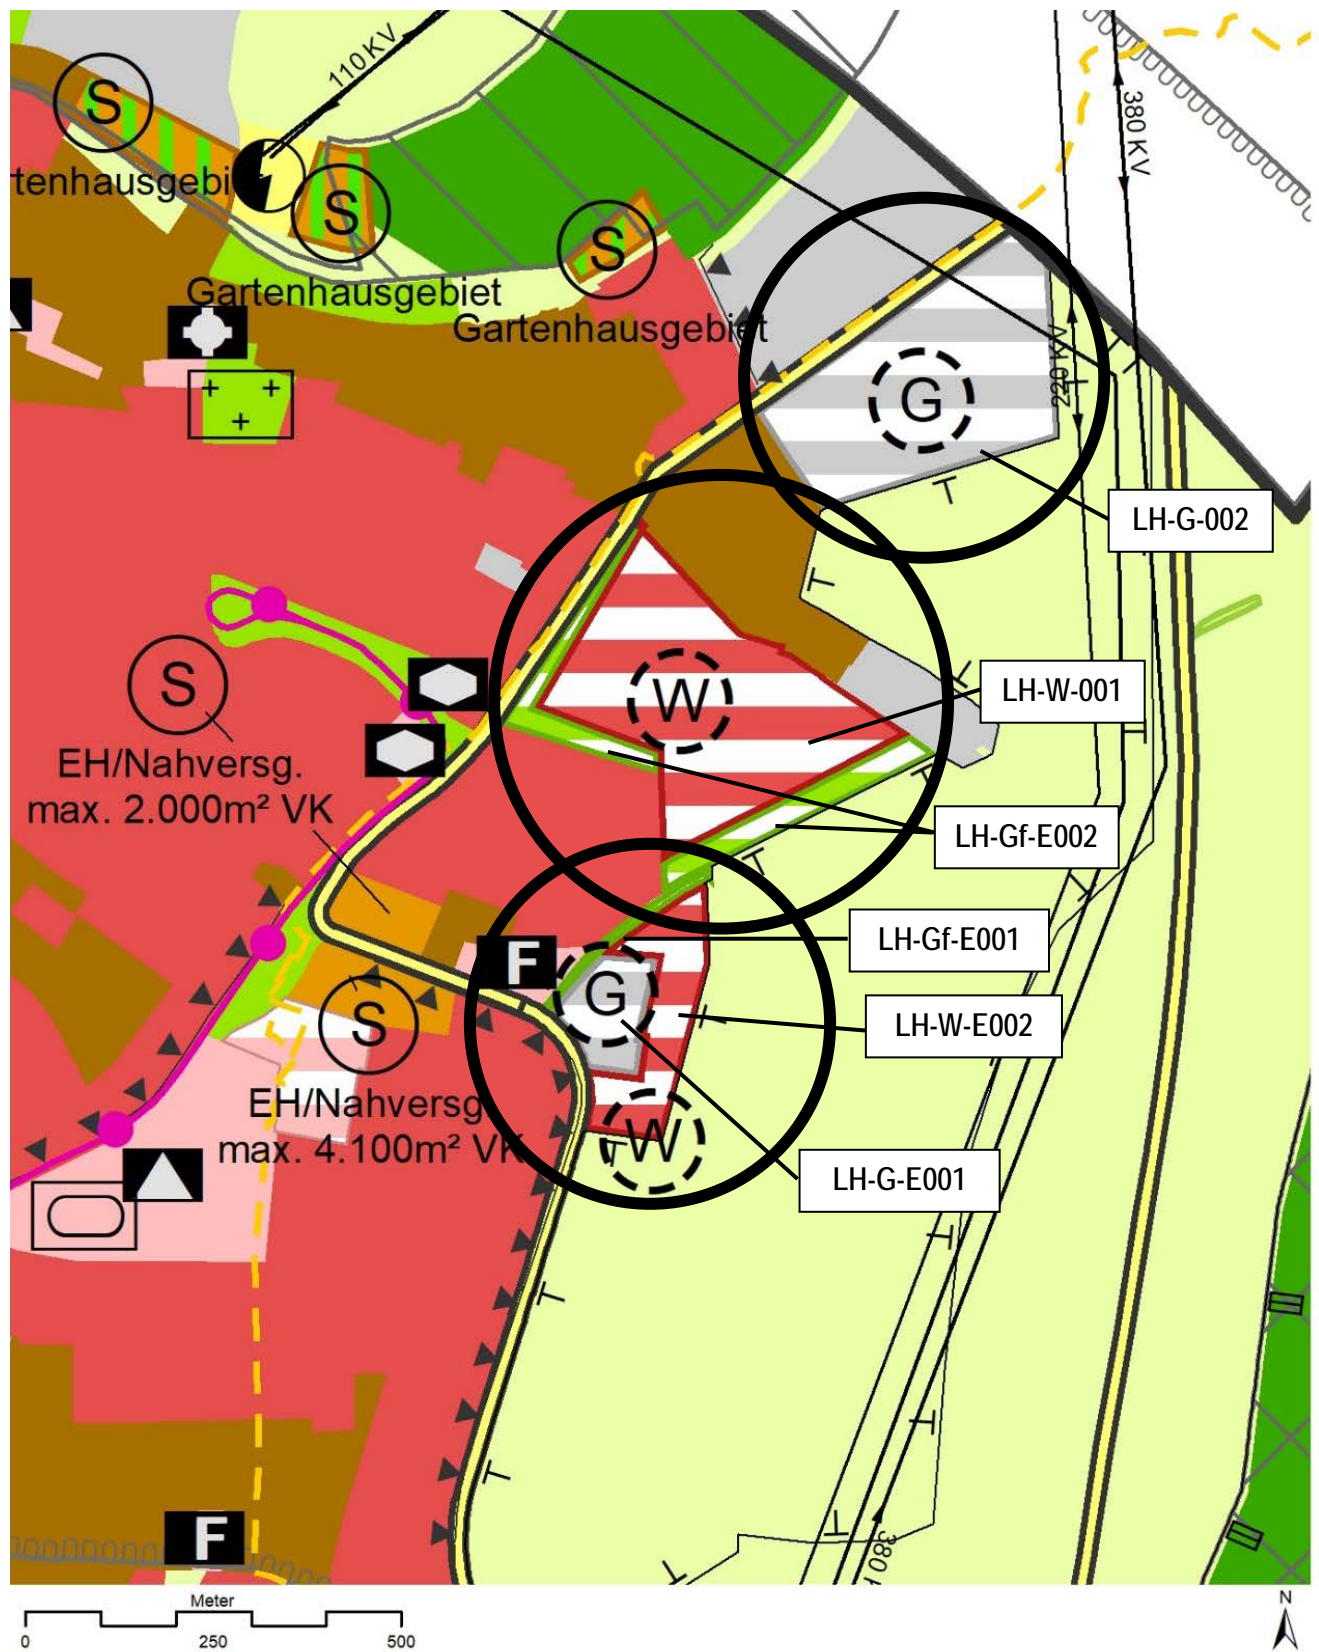 110 KV
380 KV
S
rtenhausgebiet
S
S
Gartenhausgebiet
Gartenhausgebiet
220 KV
G
LH-G-002
S
EH/Nahversg.
max. 2.000m² VK
W
LH-W-001
LH-Gf-E002
LH-Gf-E001
F
G
LH-W-E002
S
EH/Nahversg.
max. 4.100m² VK
W
LH-G-E001
F
380
Meter
0 250 500
N